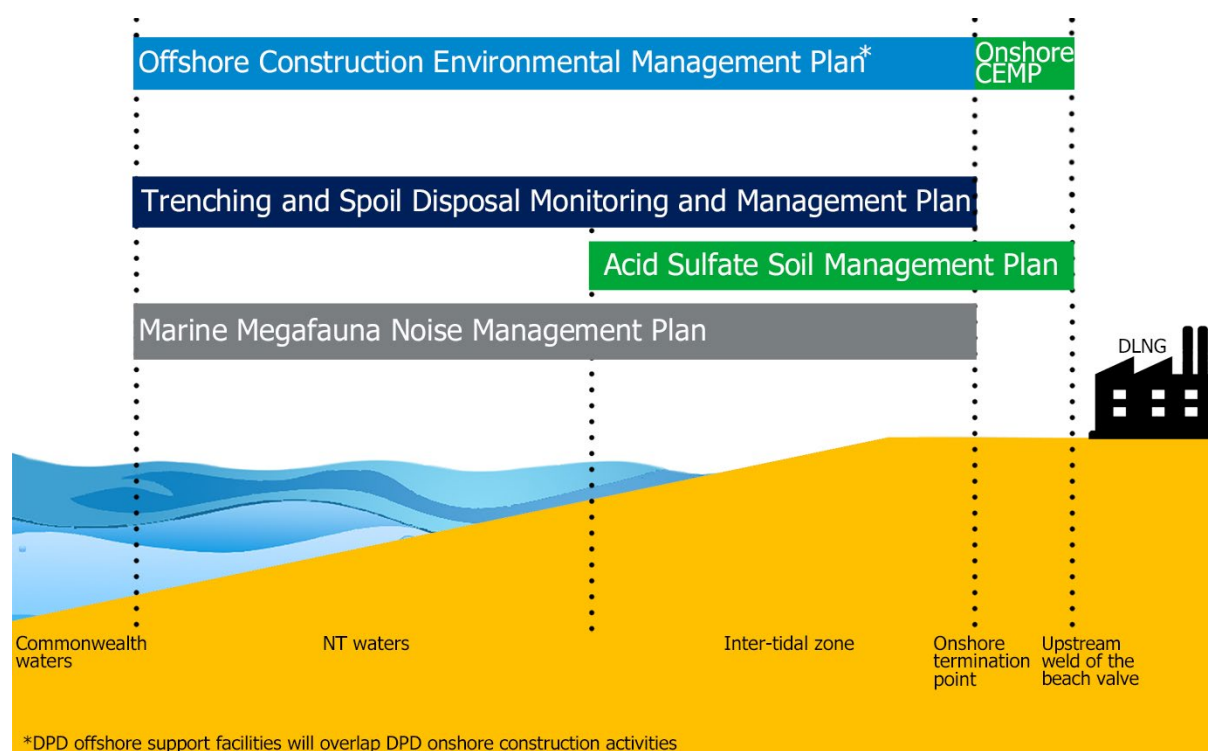 Offshore Construction Environmental Management Plan*
Onshore
CEMP
Trenching and Spoil Disposal Monitoring and Management Plan
Acid Sulfate Soil Management Plan
Marine Megafauna Noise Management Plan
DLNG
Commonwealth
waters
NT waters
Inter-tidal zone
Onshore
termination
point
Upstream
weld of the
beach valve
*DPD offshore support facilities will overlap DPD onshore construction activities